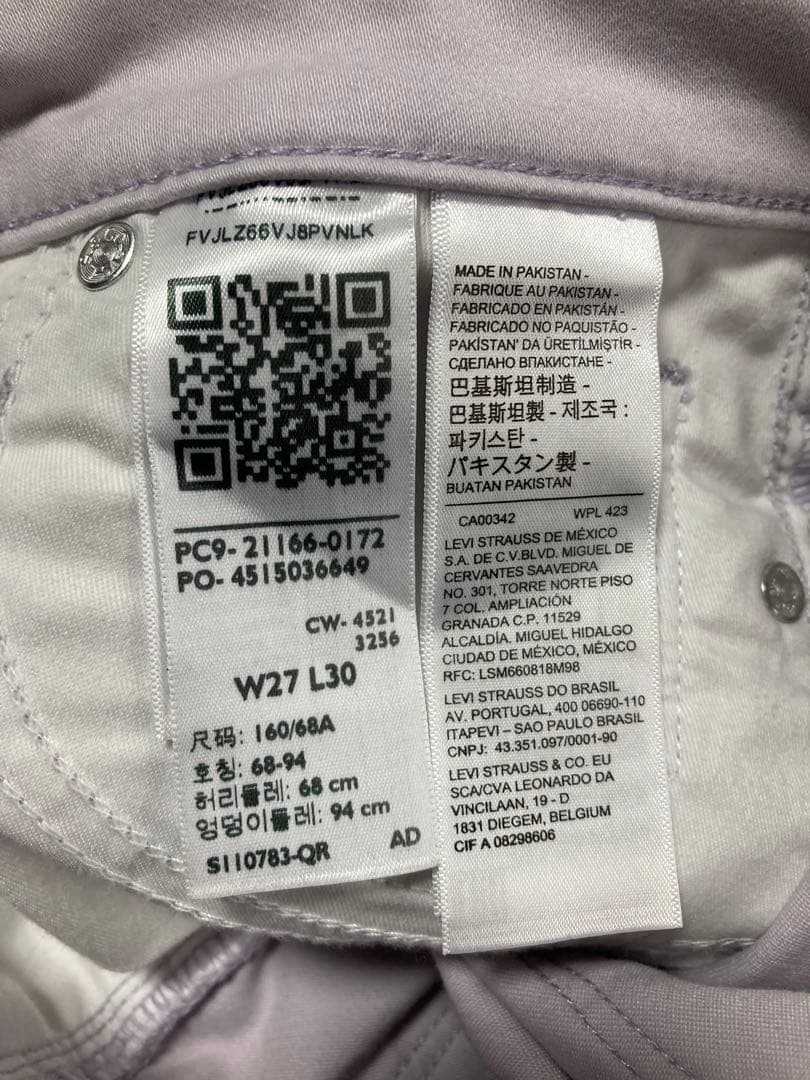 FVJLZ66VJ8PVNLK
PC9- 21166-0172
PO- 4515036649
CW- 4521
3256
W27 L30
尺码: 160/68A
호칭: 68-94
허리둘레: 68 cm
엉덩이둘레: 94 cm
S110783-QR AD
MADE IN PAKISTAN -
FABRIQUE AU PAKISTAN -
FABRICADO EN PAKISTÁN -
FABRICADO NO PAQUISTÃO -
PAKİSTAN' DA ÜRETİLMİŞTİR -
СДЕЛАНО ВПАКИСТАНЕ -
巴基斯坦制造 -
巴基斯坦製 - 제조국 :
파키스탄 -
パキスタン製 -
BUATAN PAKISTAN
CA00342 WPL 423
LEVI STRAUSS DE MÉXICO
S.A. DE C.V.BLVD. MIGUEL DE
CERVANTES SAAVEDRA
NO. 301, TORRE NORTE PISO
7 COL. AMPLIACIÓN
GRANADA C.P. 11529
ALCALDÍA. MIGUEL HIDALGO
CIUDAD DE MÉXICO, MÉXICO
RFC: LSM660818M98
LEVI STRAUSS DO BRASIL
AV. PORTUGAL, 400 06690-110
ITAPEVI – SAO PAULO BRASIL
CNPJ: 43.351.097/0001-90
LEVI STRAUSS & CO. EU
SCA/CVA LEONARDO DA
VINCILAAN, 19 - D
1831 DIEGEM, BELGIUM
CIF A 08298606